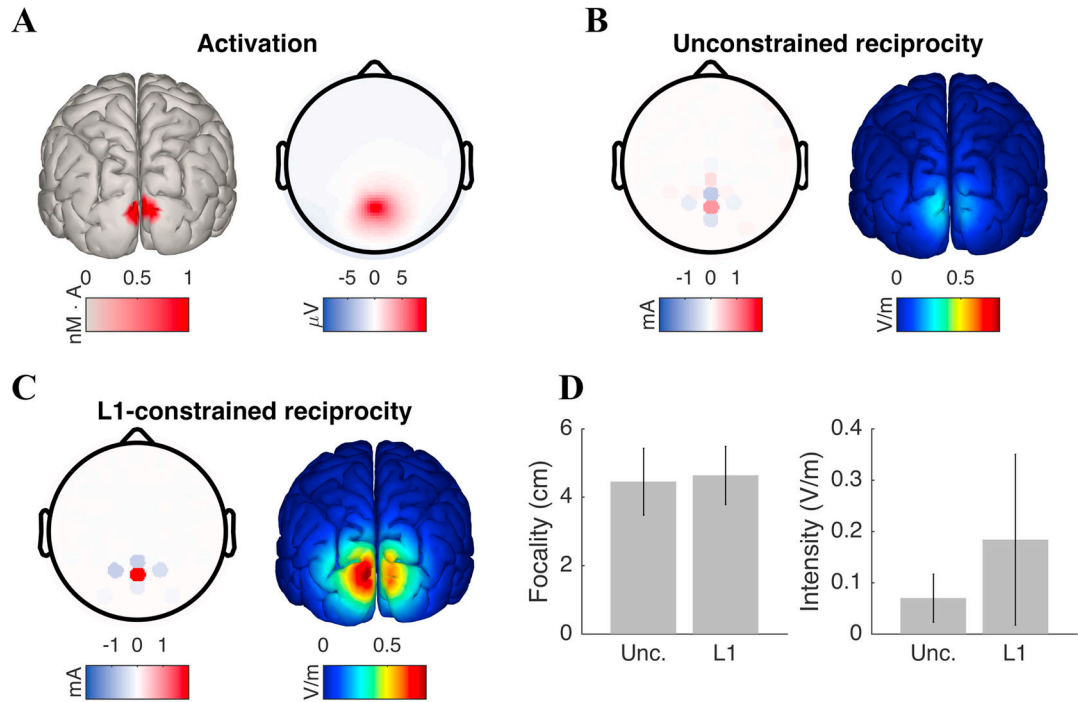 A
Activation
0 0.5 1
nM · A
-5 0 5
μV
B
Unconstrained reciprocity
-1 0 1
mA
0 0.5
V/m
C
L1-constrained reciprocity
-1 0 1
mA
0 0.5
V/m
D
6
4
2
0
Focality (cm)
Unc. L1
0.4
0.3
0.2
0.1
0
Intensity (V/m)
Unc. L1